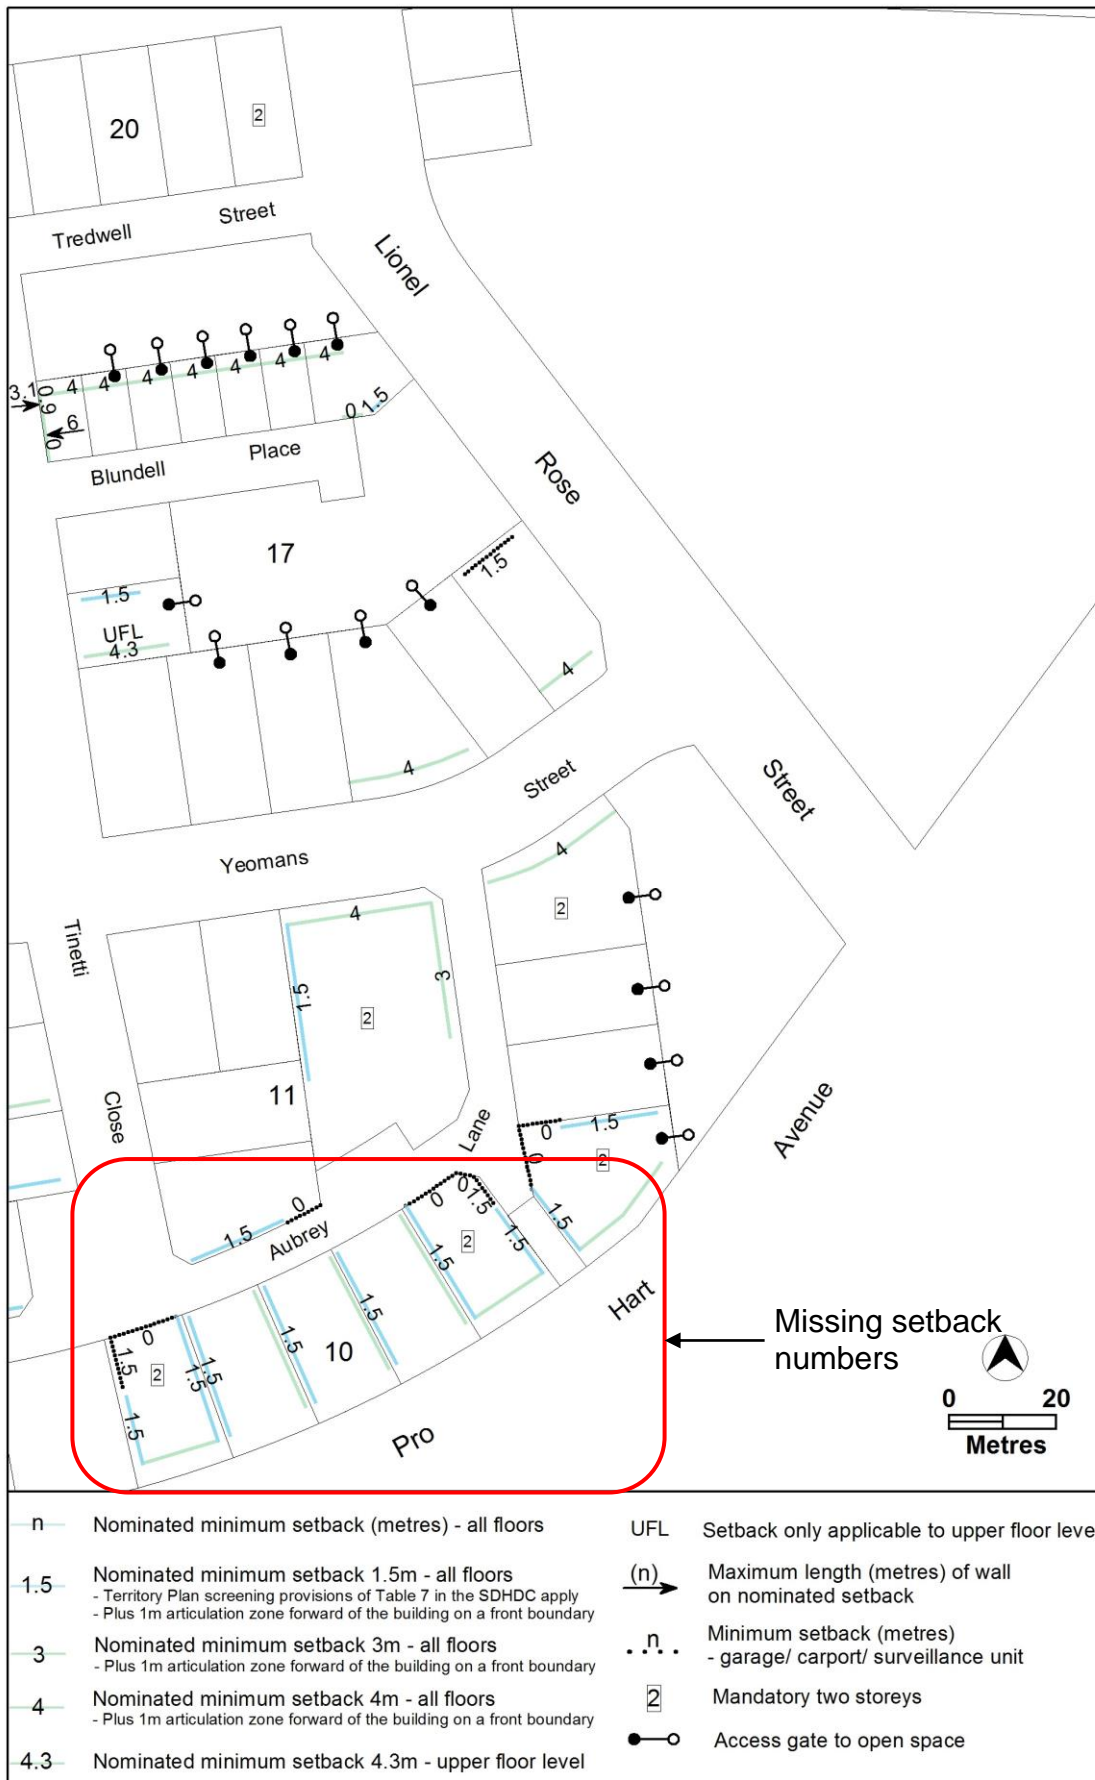 20
2
Tredwell Street
Lionel
4 4 4 4 4 4 4
3.1
0.9
6
0
0 1.5
Blundell Place
Rose
17
1.5
1.5
UFL
4.3
4
4
Street
Street
Yeomans
4
2
Tinetti
4
3
1.5
2
11
Close
Lane
Avenue
0
1.5
0
2
1.5
0
1.5
Aubrey
0
0
1.5
2
1.5
1.5
1.5
Hart
Missing setback
numbers
0
1.5
2
1.5
1.5
1.5
1.5
10
1.5
Pro
0 20
Metres
n Nominated minimum setback (metres) - all floors
1.5 Nominated minimum setback 1.5m - all floors
- Territory Plan screening provisions of Table 7 in the SDHDC apply
- Plus 1m articulation zone forward of the building on a front boundary
3 Nominated minimum setback 3m - all floors
- Plus 1m articulation zone forward of the building on a front boundary
4 Nominated minimum setback 4m - all floors
- Plus 1m articulation zone forward of the building on a front boundary
4.3 Nominated minimum setback 4.3m - upper floor level
UFL Setback only applicable to upper floor leve
(n) Maximum length (metres) of wall
on nominated setback
n Minimum setback (metres)
- garage/ carport/ surveillance unit
2 Mandatory two storeys
Access gate to open space